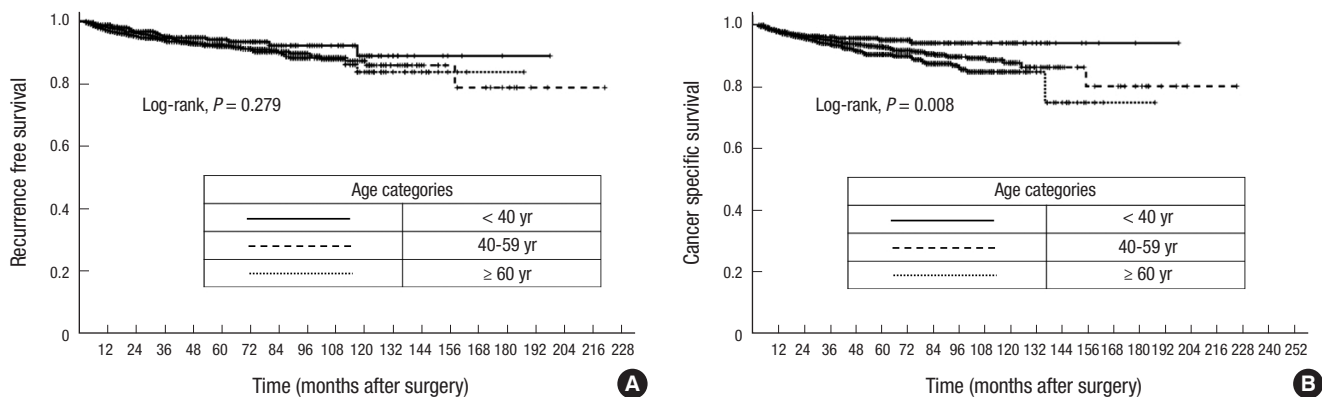 1.0
0.8
0.6
0.4
0.2
0
Recurrence free survival
Log-rank, P = 0.279
Age categories
< 40 yr
40-59 yr
≥ 60 yr
12 24 36 48 60 72 84 96 108 120 132 144 156 168 180 192 204 216 228
Time (months after surgery)
A
1.0
0.8
0.6
0.4
0.2
0
Cancer specific survival
Log-rank, P = 0.008
Age categories
< 40 yr
40-59 yr
≥ 60 yr
12 24 36 48 60 72 84 96 108 120 132 144 156 168 180 192 204 216 228 240 252
Time (months after surgery)
B